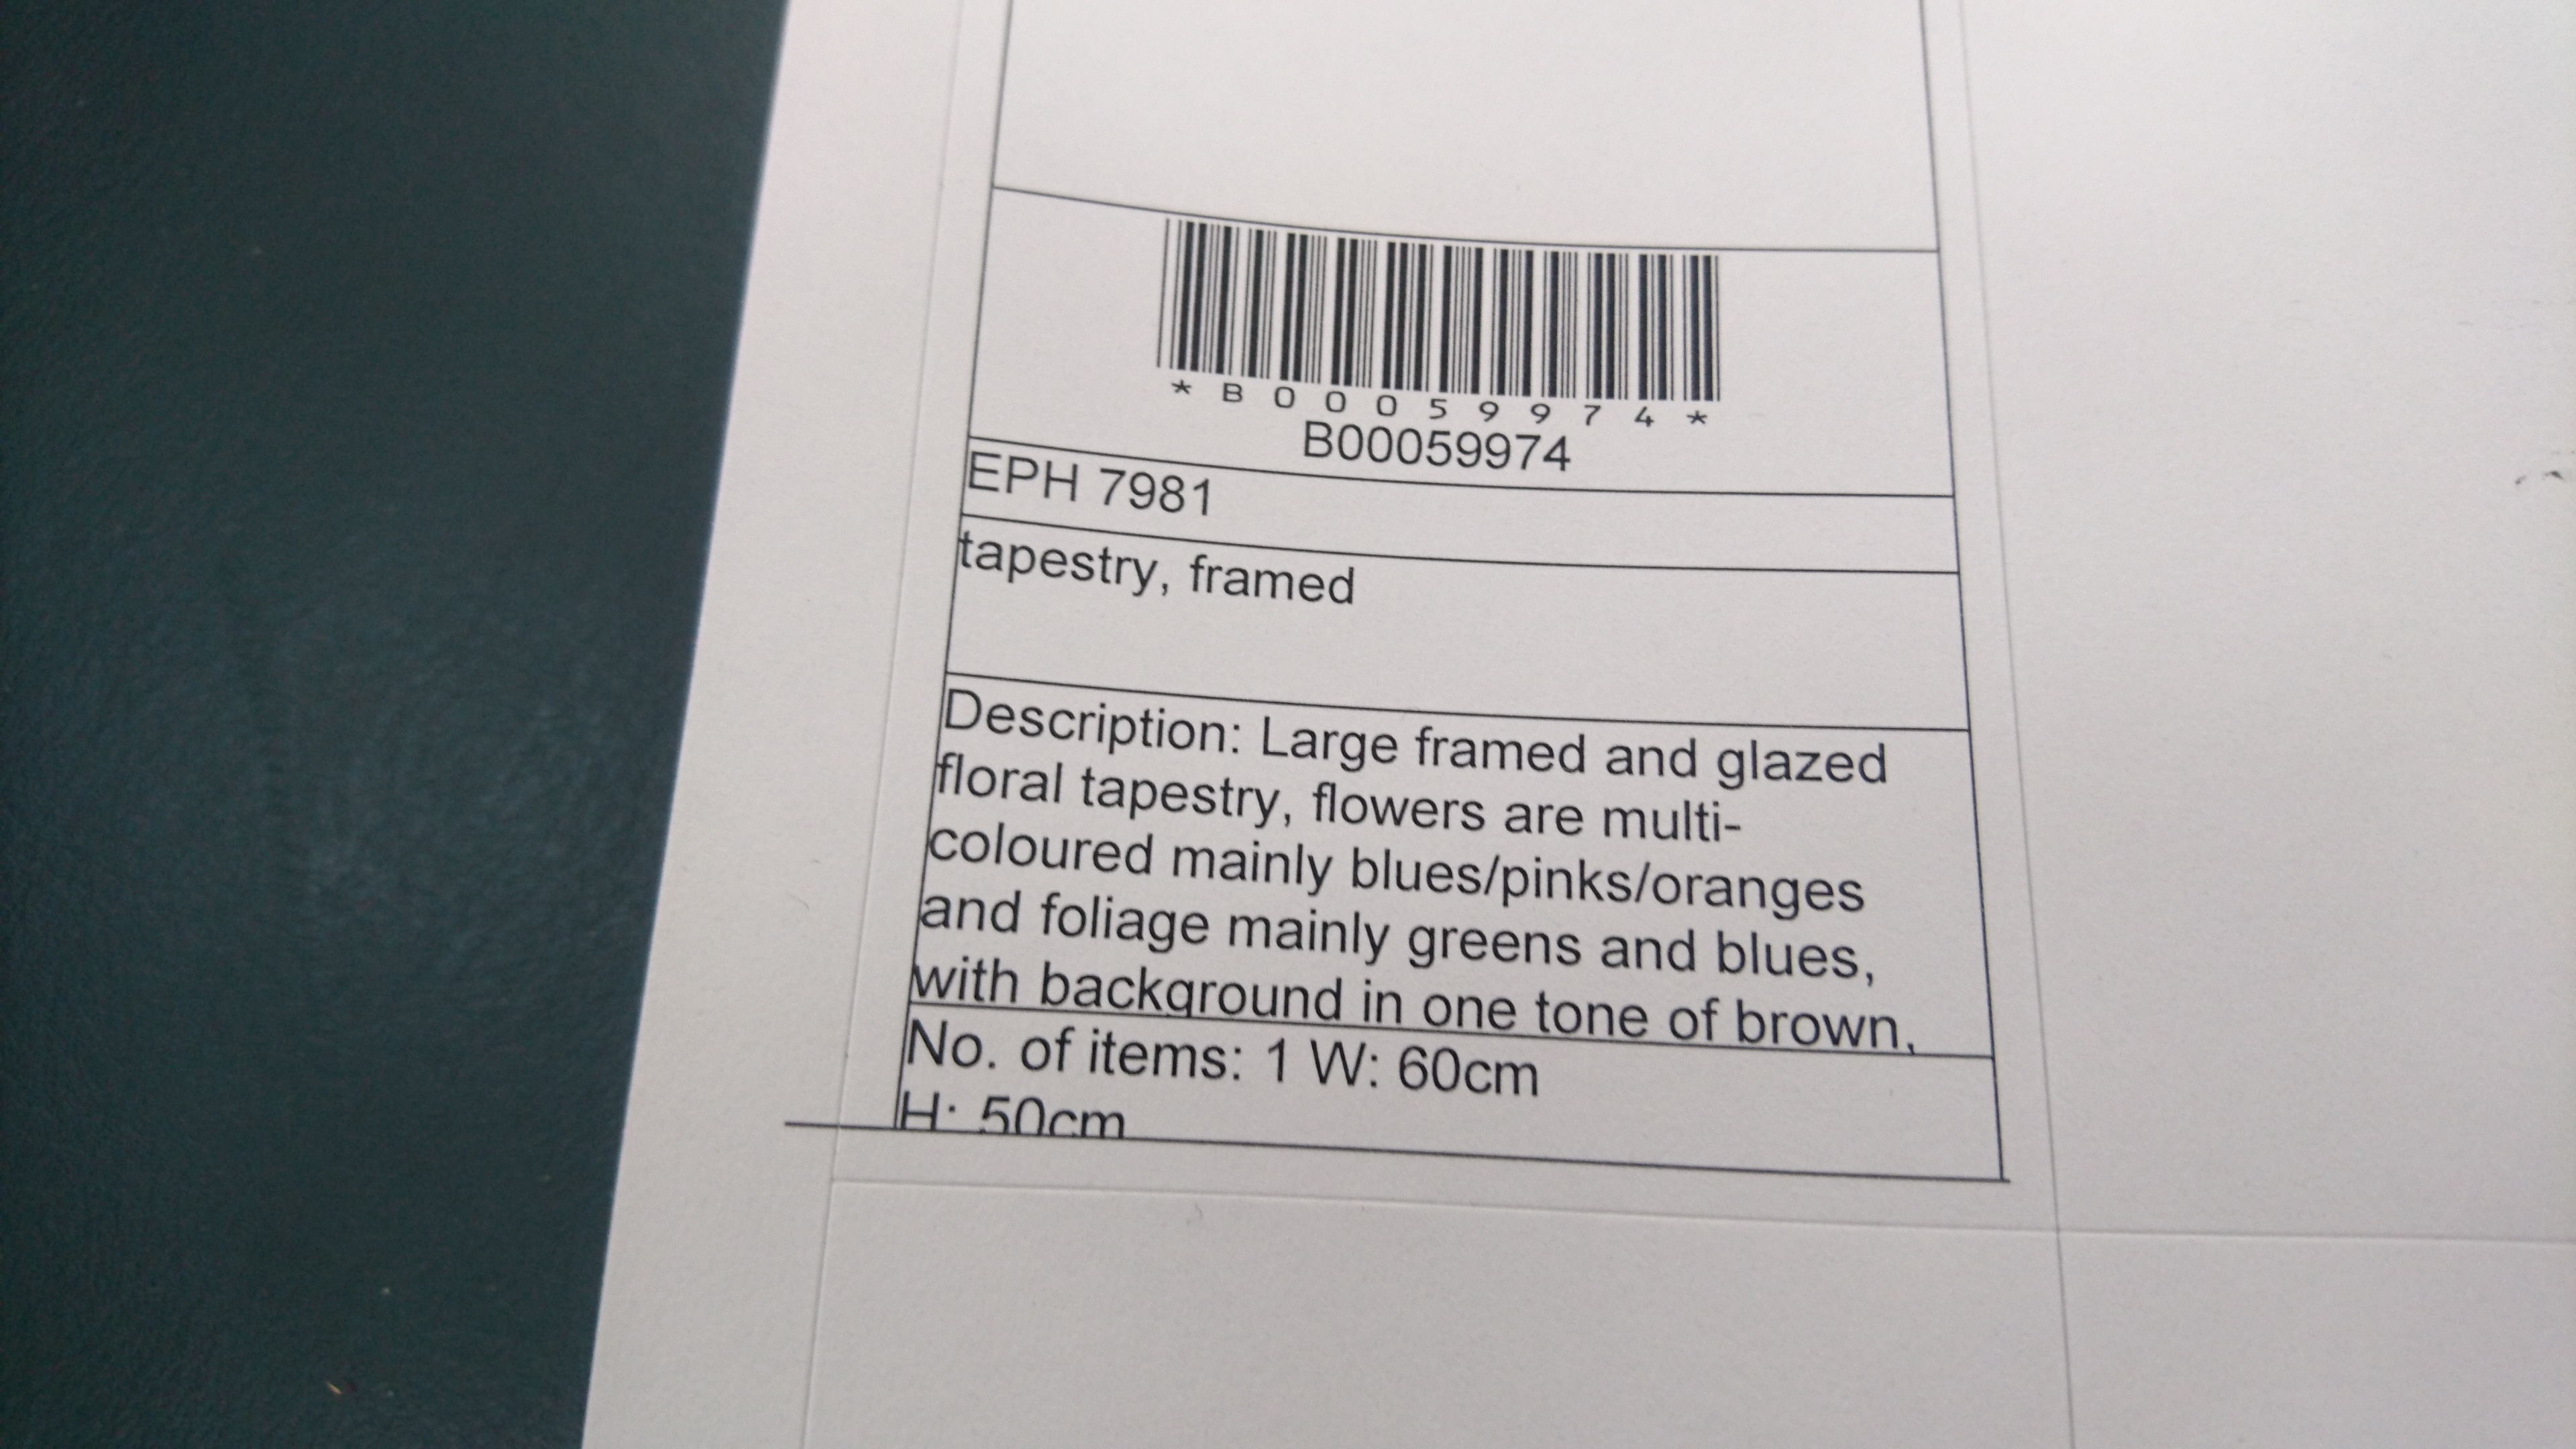 *B00059974*
B00059974
EPH 7981
tapestry, framed
Description: Large framed and glazed
floral tapestry, flowers are multi-
coloured mainly blues/pinks/oranges
and foliage mainly greens and blues,
with background in one tone of brown,
No. of items: 1 W: 60cm
H: 50cm